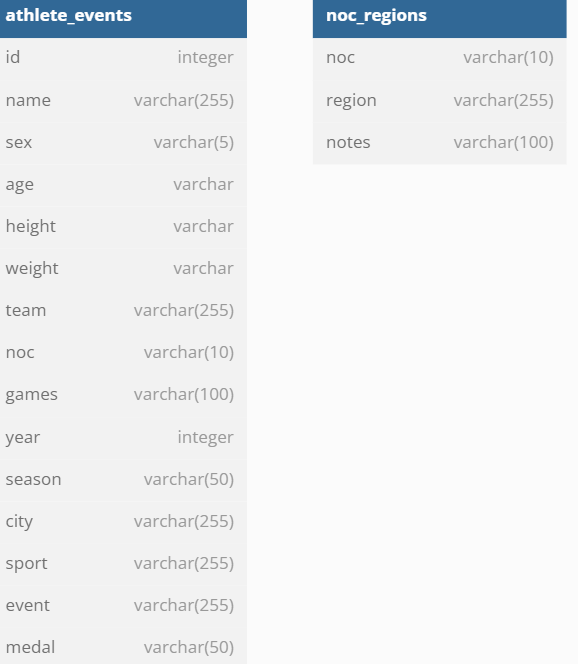 athlete_events
id integer
name varchar(255)
sex varchar(5)
age varchar
height varchar
weight varchar
team varchar(255)
noc varchar(10)
games varchar(100)
year integer
season varchar(50)
city varchar(255)
sport varchar(255)
event varchar(255)
medal varchar(50)
noc_regions
noc varchar(10)
region varchar(255)
notes varchar(100)